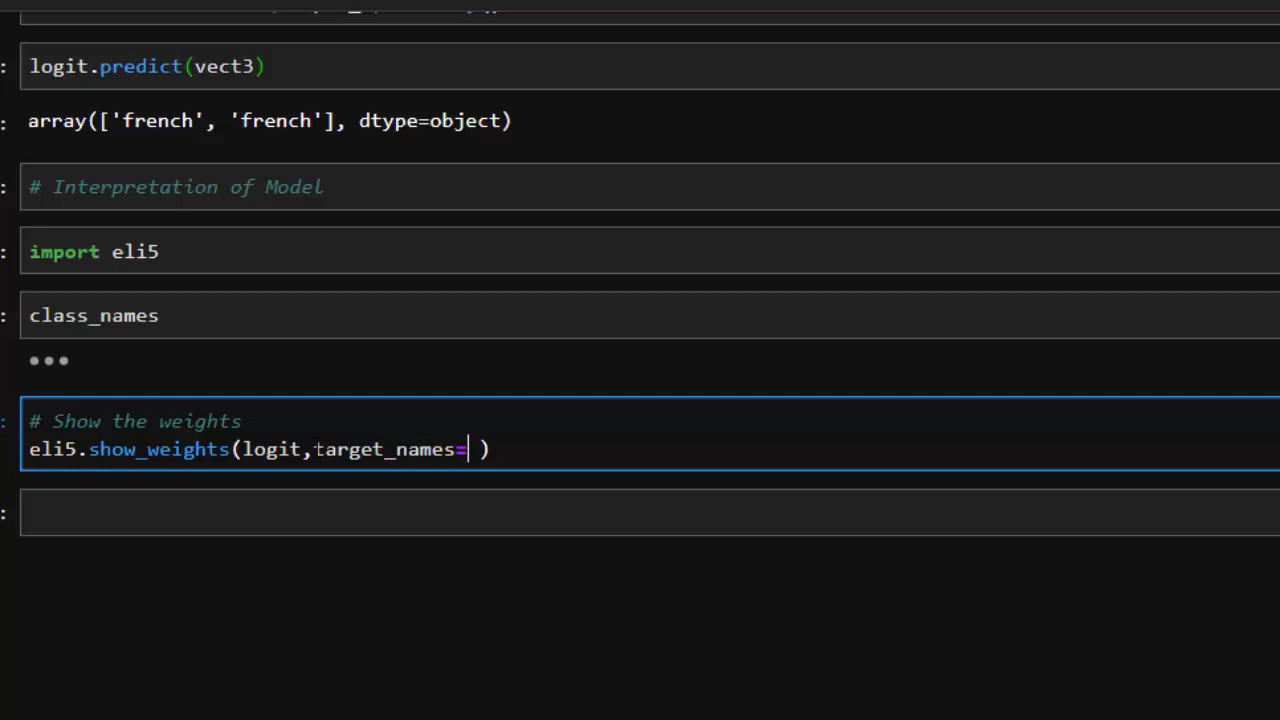 :
logit.predict(vect3)
:
array(['french', 'french'], dtype=object)
:
# Interpretation of Model
:
import eli5
:
class_names
:
# Show the weights
eli5.show_weights(logit,target_names= )
: